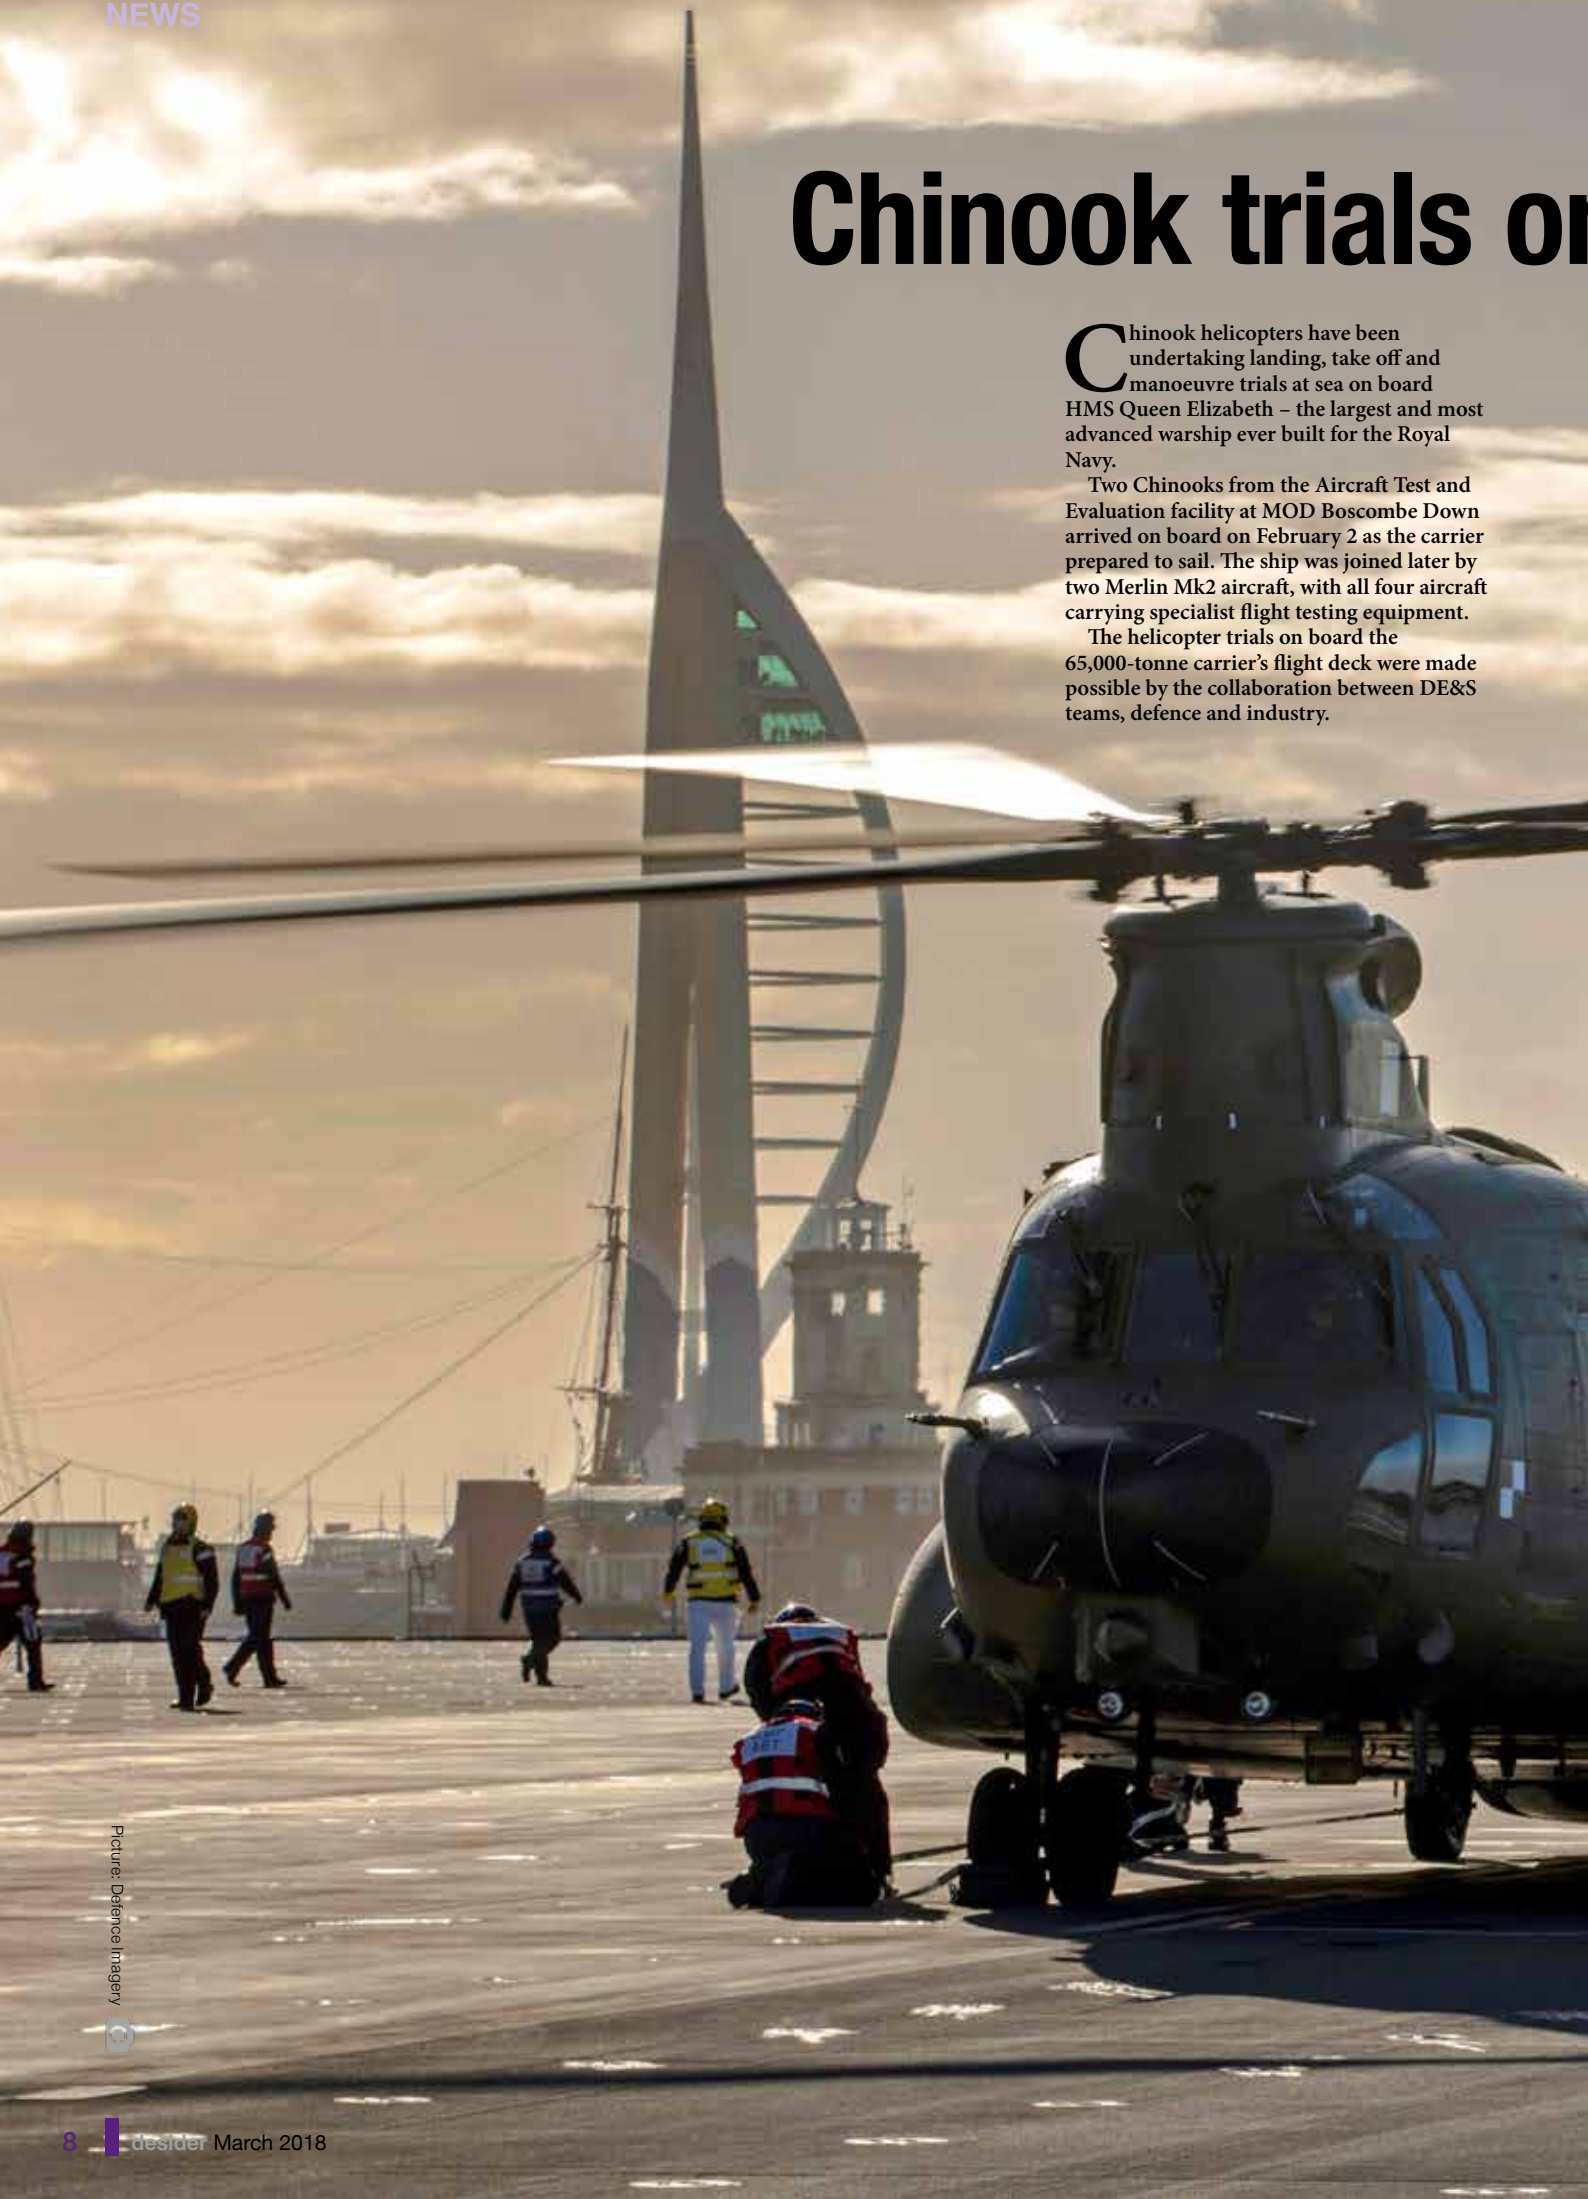 NEWS
Chinook trials or
Chinook helicopters have been
undertaking landing, take off and
manoeuvre trials at sea on board
HMS Queen Elizabeth – the largest and most
advanced warship ever built for the Royal
Navy.
Two Chinooks from the Aircraft Test and
Evaluation facility at MOD Boscombe Down
arrived on board on February 2 as the carrier
prepared to sail. The ship was joined later by
two Merlin Mk2 aircraft, with all four aircraft
carrying specialist flight testing equipment.
The helicopter trials on board the
65,000-tonne carrier’s flight deck were made
possible by the collaboration between DE&S
teams, defence and industry.
Picture: Defence Imagery
8 desider March 2018